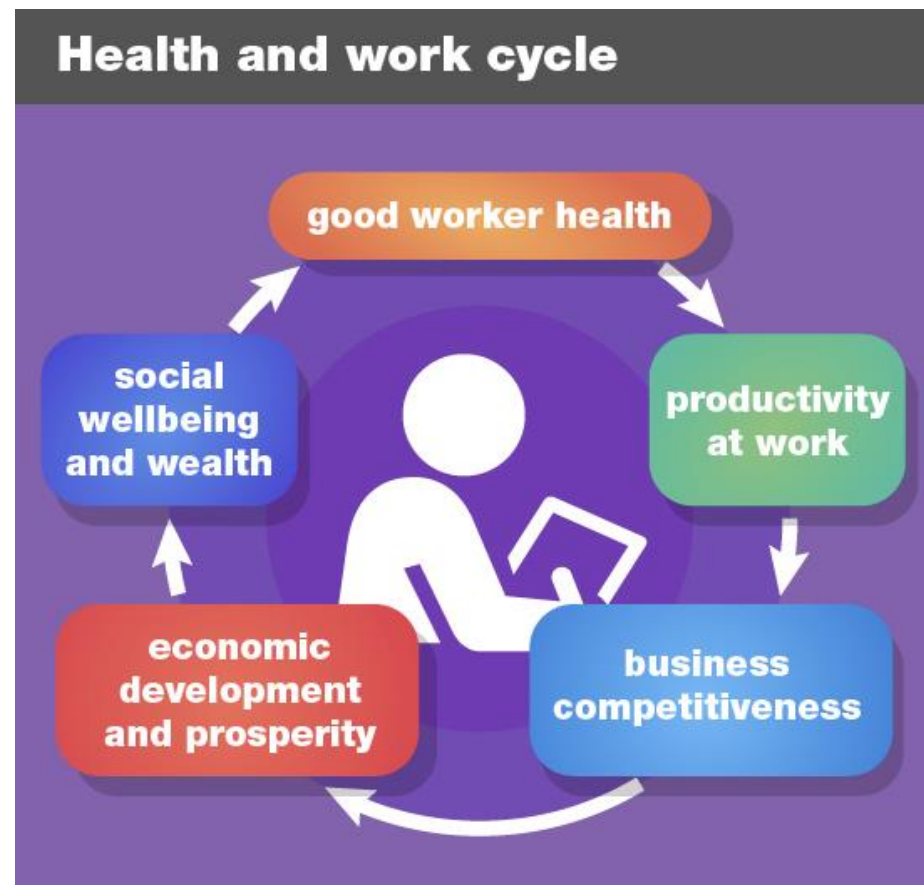 Health and work cycle
good worker health
productivity
at work
business
competitiveness
economic
development
and prosperity
social
wellbeing
and wealth